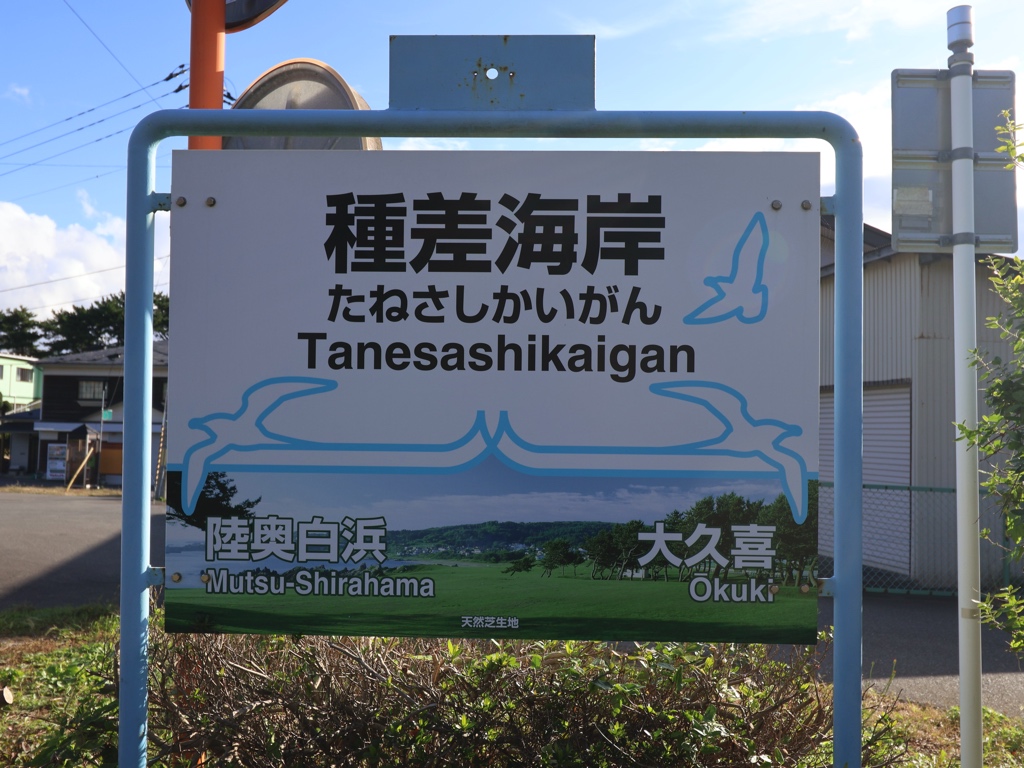 種差海岸
たねさしかいがん
Tanesashikaigan
陸奥白浜
Mutsu-Shirahama
大久喜
Ōkuki
天然芝生地